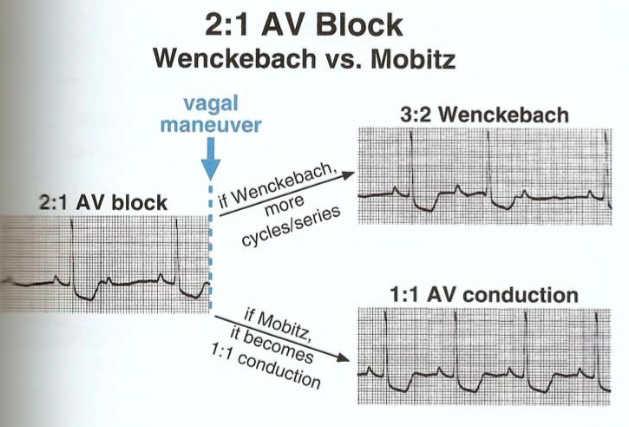 2:1 AV Block
Wenckebach vs. Mobitz
vagal
maneuver
2:1 AV block
if Wenckebach,
more
cycles/series
3:2 Wenckebach
if Mobitz,
it becomes
1:1 conduction
1:1 AV conduction